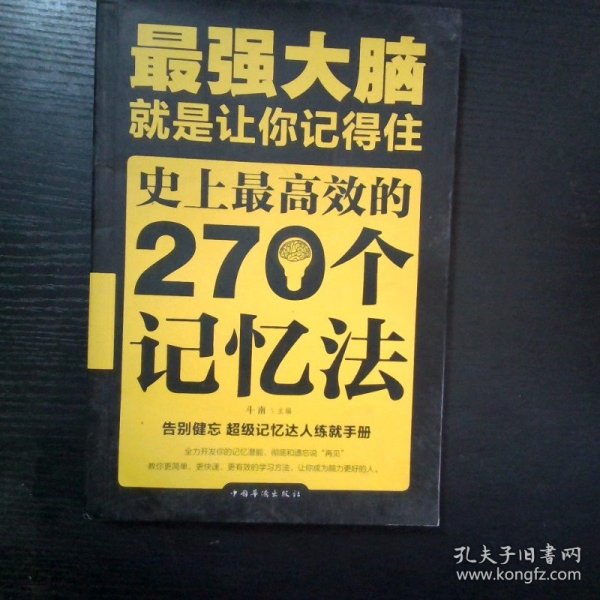 最强大脑
就是让你记得住
史上最高效的
270个
记忆法
斗南\主编
告别健忘 超级记忆达人练就手册
全力开发你的记忆潜能，彻底和遗忘说“再见”
教你更简单、更快速、更有效的学习方法，让你成为脑力更好的人。
中国华侨出版社
孔夫子旧书网
www.kongfz.com